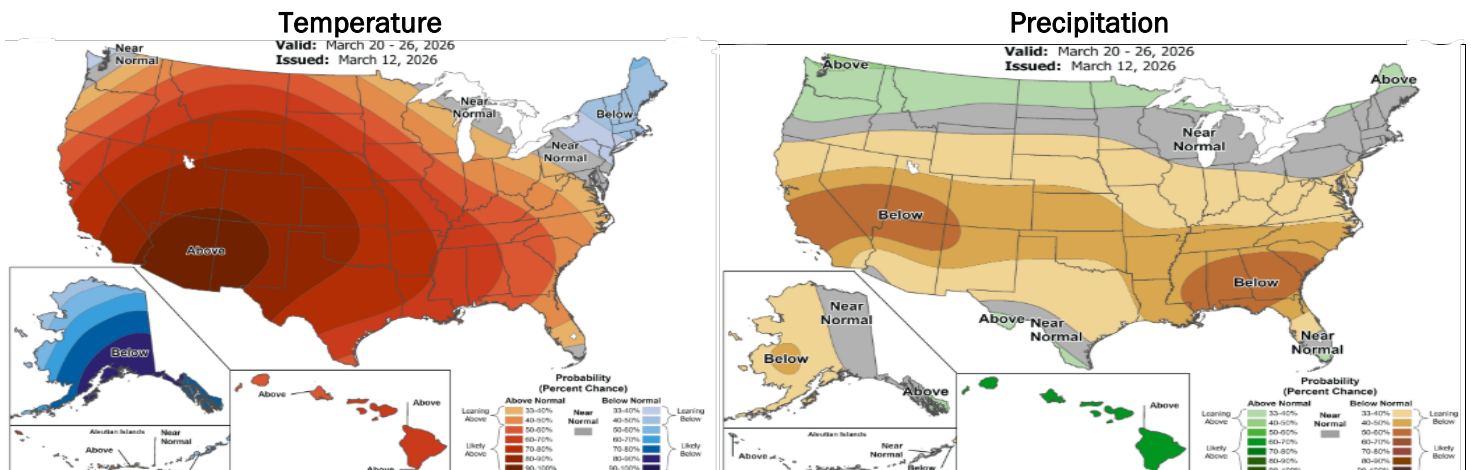 Temperature
Valid: March 20 - 26, 2026
Issued: March 12, 2026
Near
Normal
Near
Normal
Below
Near
Normal
Above
Below
Above
Above
Above
Aleutian Islands
Above
Near
Normal
Probability
(Percent Chance)
Above Normal
Below Normal
Leaning
Above
Likely
Above
33-40%
40-50%
50-60%
60-70%
70-80%
80-90%
90-100%
Near
Normal
33-40%
40-50%
50-60%
60-70%
70-80%
80-90%
90-100%
Leaning
Below
Likely
Below
Precipitation
Valid: March 20 - 26, 2026
Issued: March 12, 2026
Above
Above
Near
Normal
Below
Below
Above
Near
Normal
Near
Normal
Near
Normal
Below
Above
Above
Above
Aleutian Islands
Above
Near
Normal
Below
Probability
(Percent Chance)
Above Normal
Below Normal
Leaning
Above
Likely
Above
33-40%
40-50%
50-60%
60-70%
70-80%
80-90%
Near
Normal
33-40%
40-50%
50-60%
60-70%
70-80%
80-90%
Leaning
Below
Likely
Below